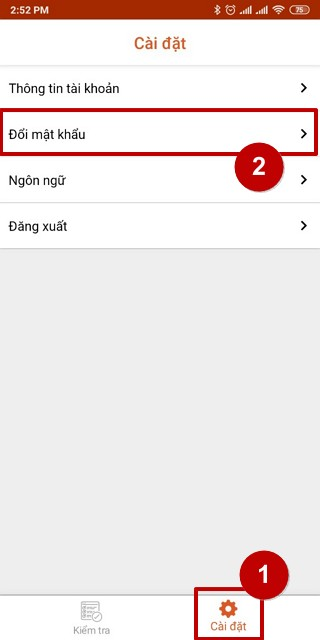 2:52 PM
75
Cài đặt
Thông tin tài khoản
Đổi mật khẩu
2
Ngôn ngữ
Đăng xuất
1
Kiểm tra
Cài đặt